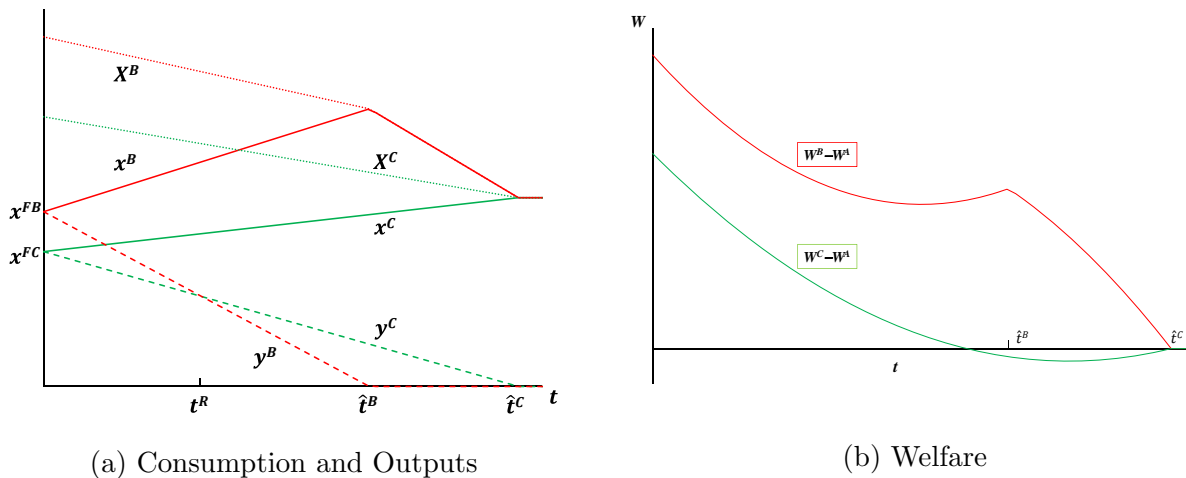 X^B
x^B
X^C
x^FB
x^C
x^FC
y^C
y^B
t^R
t̂^B
t̂^C
t
(a) Consumption and Outputs
W
W^B–W^A
W^C–W^A
t̂^B
t̂^C
t
(b) Welfare